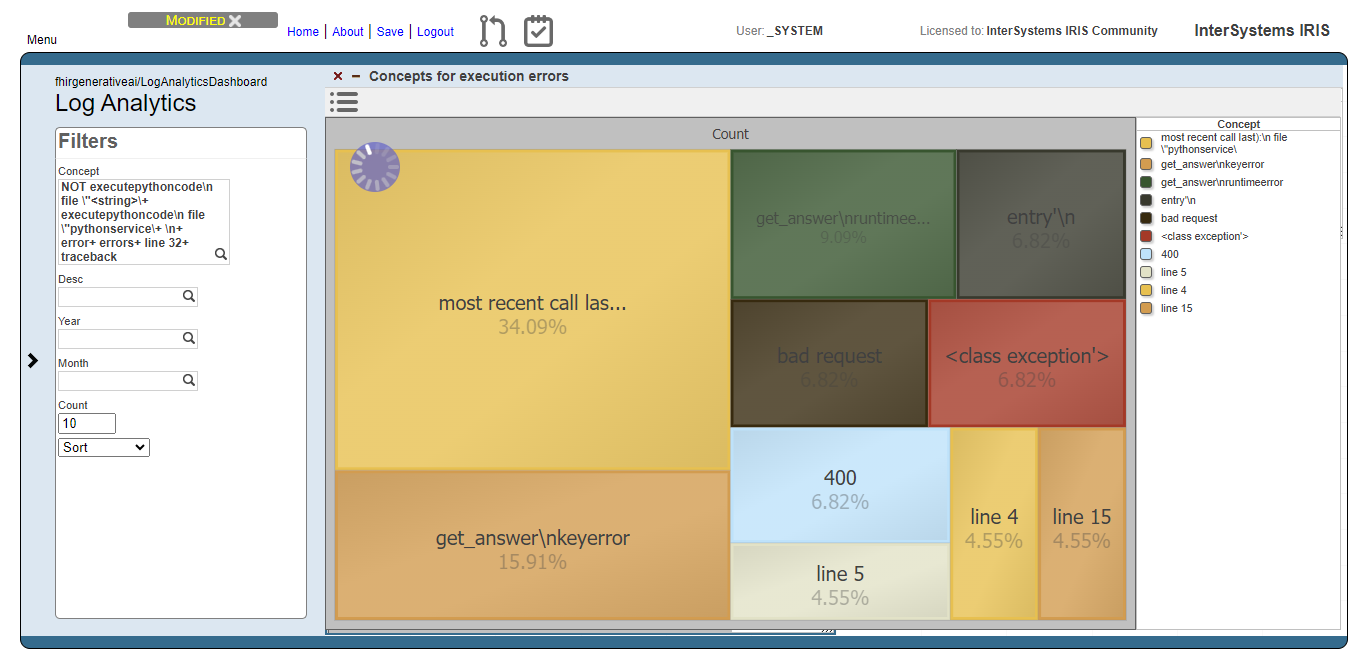 MODIFIED
Menu
Home | About | Save | Logout
User: _SYSTEM
Licensed to: InterSystems IRIS Community
InterSystems IRIS
fhirgenerativeai/LogAnalyticsDashboard
Log Analytics
Filters
Concept
NOT executepythoncode\n
file \"<string>\+
executepythoncode\n file
\"pythonservice\+ \n+
error+ errors+ line 32+
traceback
Desc
Year
Month
Count
10
Sort
Concepts for execution errors
Count
most recent call las...
34.09%
get_answer\nruntimee...
9.09%
entry'\n
6.82%
bad request
6.82%
<class exception'>
6.82%
get_answer\nkeyerror
15.91%
400
6.82%
line 5
4.55%
line 4
4.55%
line 15
4.55%
Concept
most recent call last):\n file
\"pythonservice\
get_answer\nkeyerror
get_answer\nruntimeerror
entry'\n
bad request
<class exception'>
400
line 5
line 4
line 15